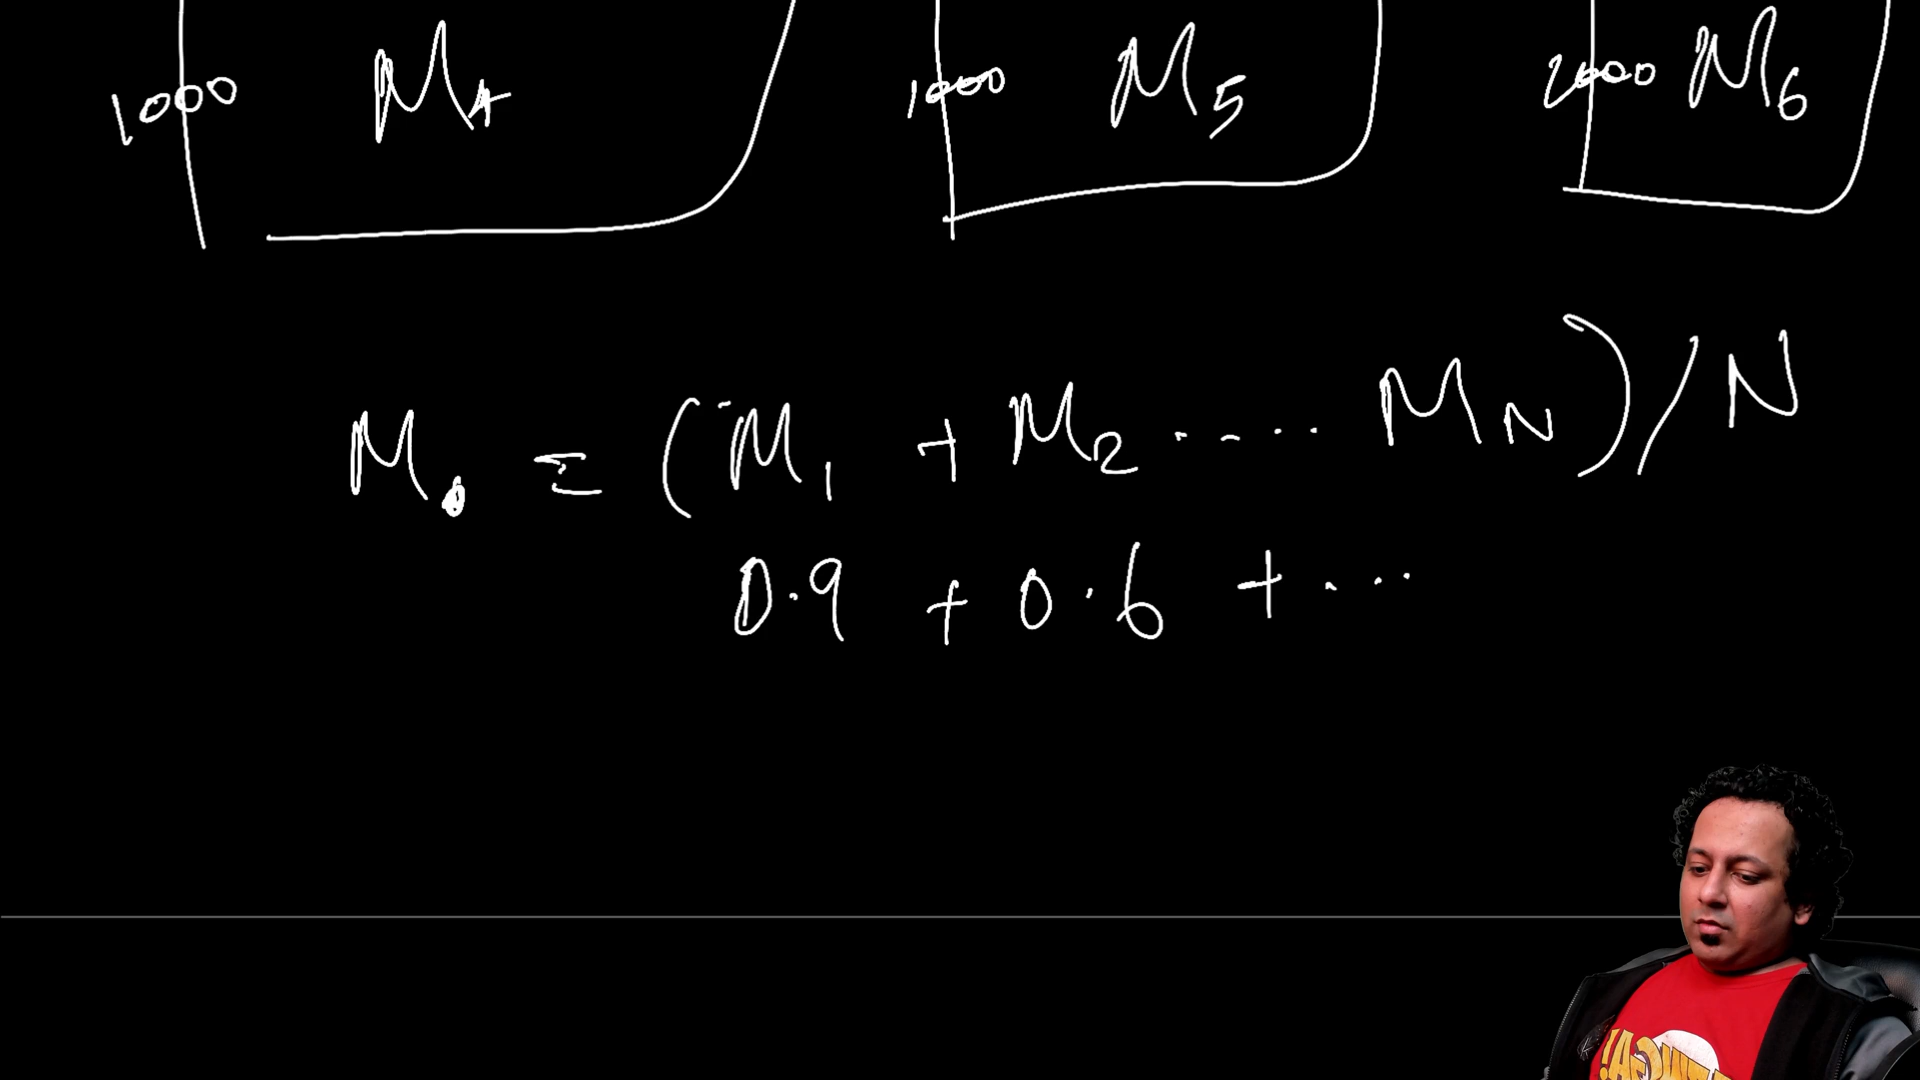 1000 M4 1000 M5 2000 M6
M0 = (M1 + M2 ..... MN) / N
0.9 + 0.6 + ....